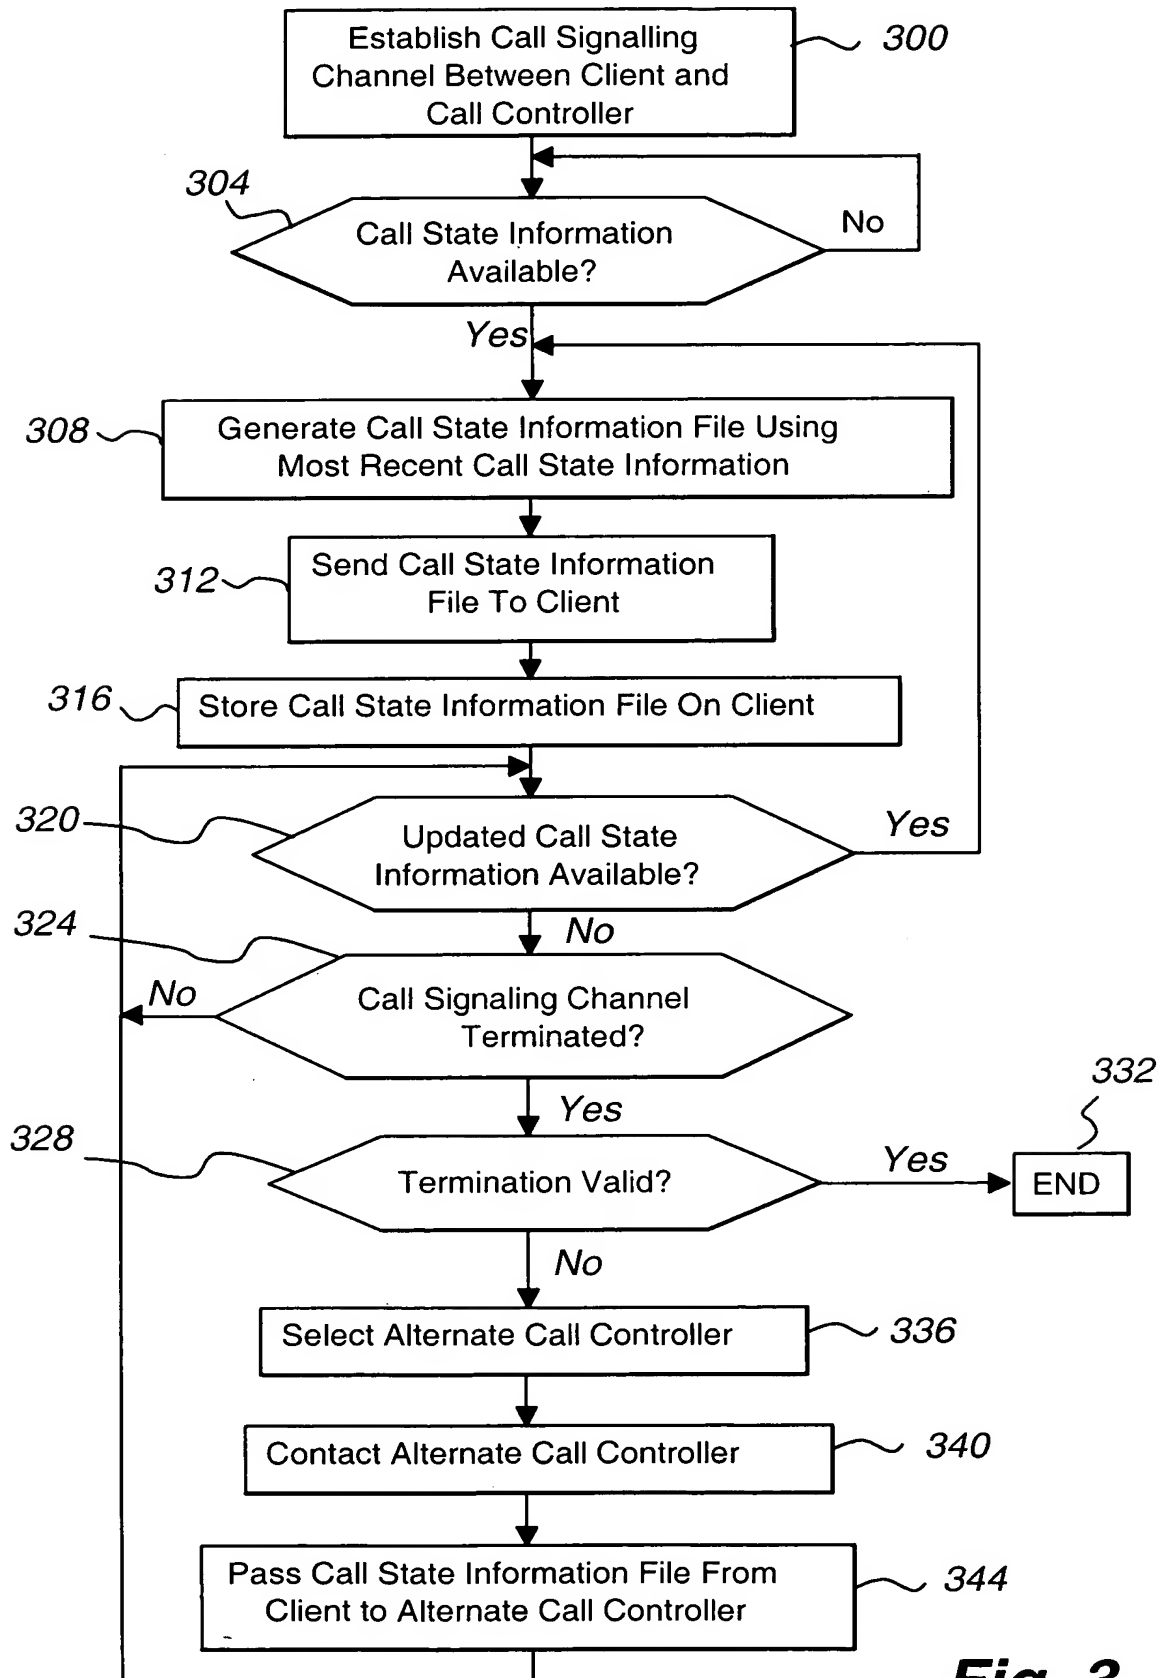 Establish Call Signalling
Channel Between Client and
Call Controller
300
304
Call State Information
Available?
No
Yes
308
Generate Call State Information File Using
Most Recent Call State Information
312
Send Call State Information
File To Client
316
Store Call State Information File On Client
320
Updated Call State
Information Available?
Yes
No
324
Call Signaling Channel
Terminated?
No
Yes
328
Termination Valid?
Yes
332
END
No
Select Alternate Call Controller
336
Contact Alternate Call Controller
340
Pass Call State Information File From
Client to Alternate Call Controller
344
Fig. 3